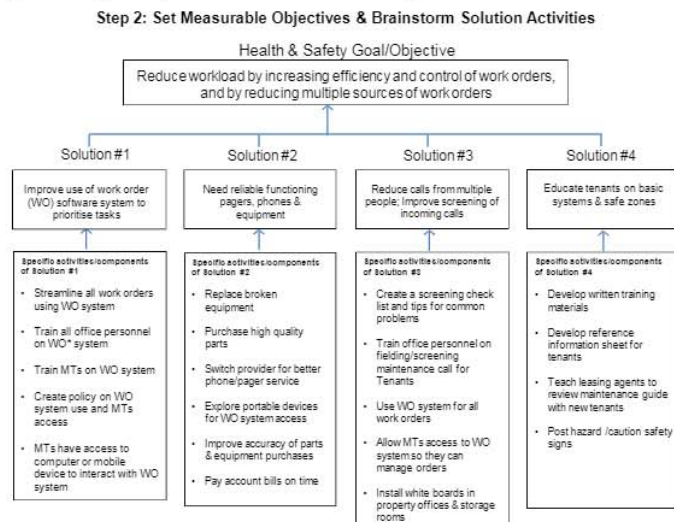 Step 2: Set Measurable Objectives & Brainstorm Solution Activities
Health & Safety Goal/Objective
Reduce workload by increasing efficiency and control of work orders,
and by reducing multiple sources of work orders
Solution #1
Improve use of work order
(WO) software system to
prioritise tasks
Specific activities/components
of Solution #1
• Streamline all work orders
using WO system
• Train all office personnel
on WO* system
• Train MTs on WO system
• Create policy on WO
system use and MTs
access
• MTs have access to
computer or mobile
device to interact with WO
system
Solution #2
Need reliable functioning
pagers, phones &
equipment
Specific activities/components
of Solution #2
• Replace broken
equipment
• Purchase high quality
parts
• Switch provider for better
phone/pager service
• Explore portable devices
for WO system access
• Improve accuracy of parts
& equipment purchases
• Pay account bills on time
Solution #3
Reduce calls from multiple
people; Improve screening of
incoming calls
Specific activities/components
of Solution #3
• Create a screening check
list and tips for common
problems
• Train office personnel on
fielding/screening
maintenance call for
Tenants
• Use WO system for all
work orders
• Allow MTs access to WO
system so they can
manage orders
• Install white boards in
property offices & storage
rooms
Solution #4
Educate tenants on basic
systems & safe zones
Specific activities/components
of Solution #4
• Develop written training
materials
• Develop reference
information sheet for
tenants
• Teach leasing agents to
review maintenance guide
with new tenants
• Post hazard /caution safety
signs